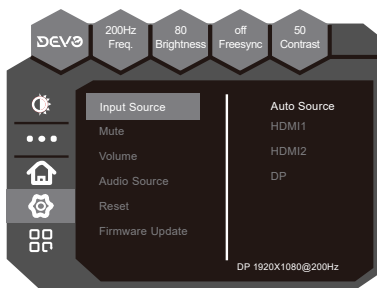 DEV9
200Hz
Freq.
80
Brightness
off
Freesync
50
Contrast
Input Source
Mute
Volume
Audio Source
Reset
Firmware Update
Auto Source
HDMI1
HDMI2
DP
DP 1920X1080@200Hz